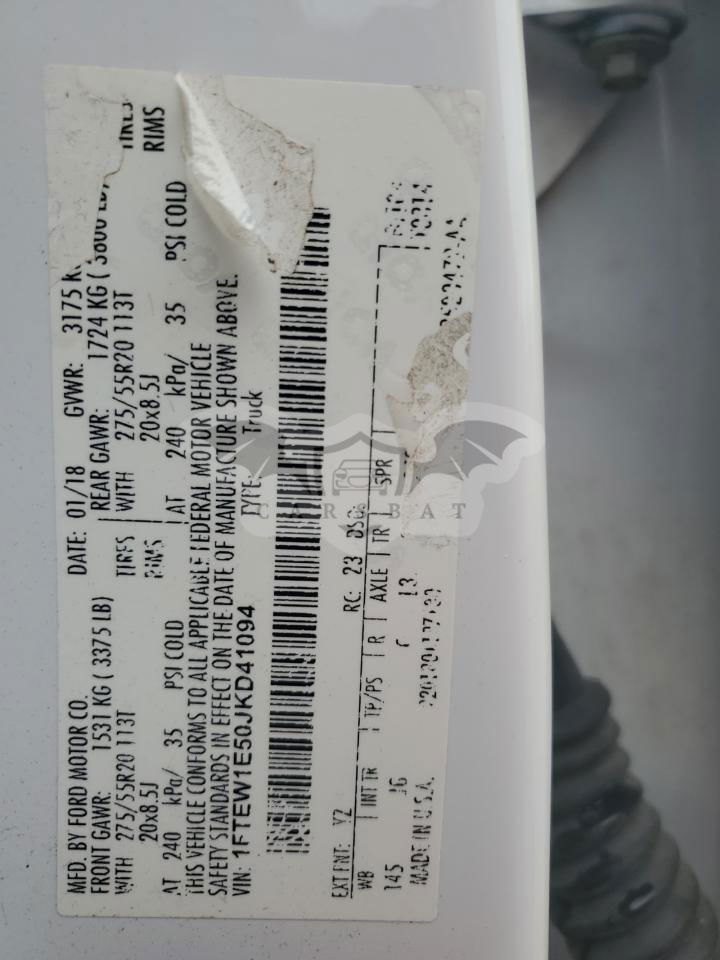 MFD. BY FORD MOTOR CO. DATE: 01/18 GVWR: 3175 K
FRONT GAWR: 1531 KG ( 3375 LB) REAR GAWR: 1724 KG (
WITH 275/55R20 113T TIRES WITH 275/55R20 113T
20x8.5J RIMS 20x8.5J RIMS
AT 240 kPa/ 35 PSI COLD AT 240 kPa/ 35 PSI COLD
THIS VEHICLE CONFORMS TO ALL APPLICABLE FEDERAL MOTOR VEHICLE
SAFETY STANDARDS IN EFFECT ON THE DATE OF MANUFACTURE SHOWN ABOVE.
VIN: 1FTEW1E50JKD41094 TYPE: Truck
EXT PNT: YZ RC: 23 DSO:
WB INT TR TP/PS R AXLE TR SPR
145
MADE IN U.S.A.
CAR BAT